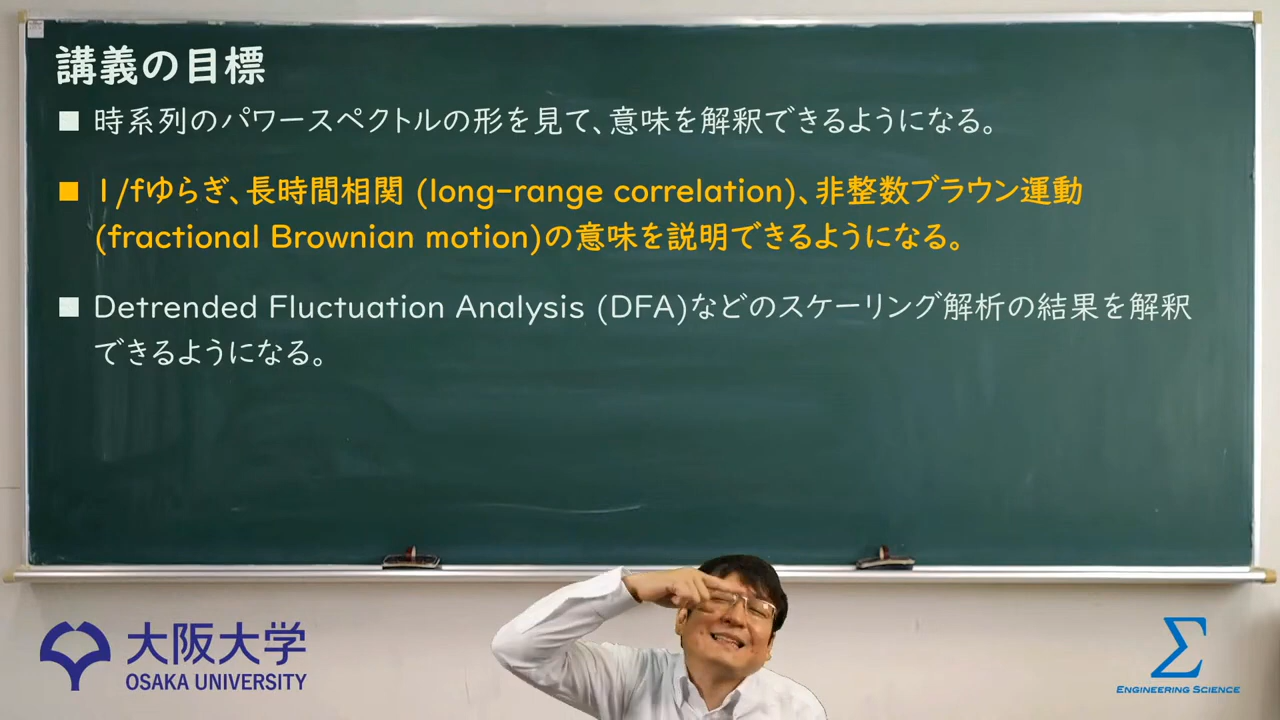 講義の目標
■ 時系列のパワースペクトルの形を見て、意味を解釈できるようになる。
■ 1/fゆらぎ、長時間相関 (long-range correlation)、非整数ブラウン運動
(fractional Brownian motion)の意味を説明できるようになる。
■ Detrended Fluctuation Analysis (DFA)などのスケーリング解析の結果を解釈
できるようになる。
大阪大学
OSAKA UNIVERSITY
Σ
ENGINEERING SCIENCE